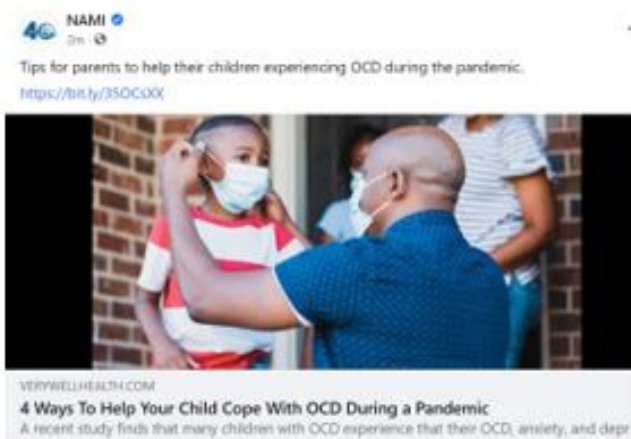 40
NAMI
2m
Tips for parents to help their children experiencing OCD during the pandemic.
https://bit.ly/35OCsXX
VERYWELLHEALTH.COM
4 Ways To Help Your Child Cope With OCD During a Pandemic
A recent study finds that many children with OCD experience that their OCD, anxiety, and depr